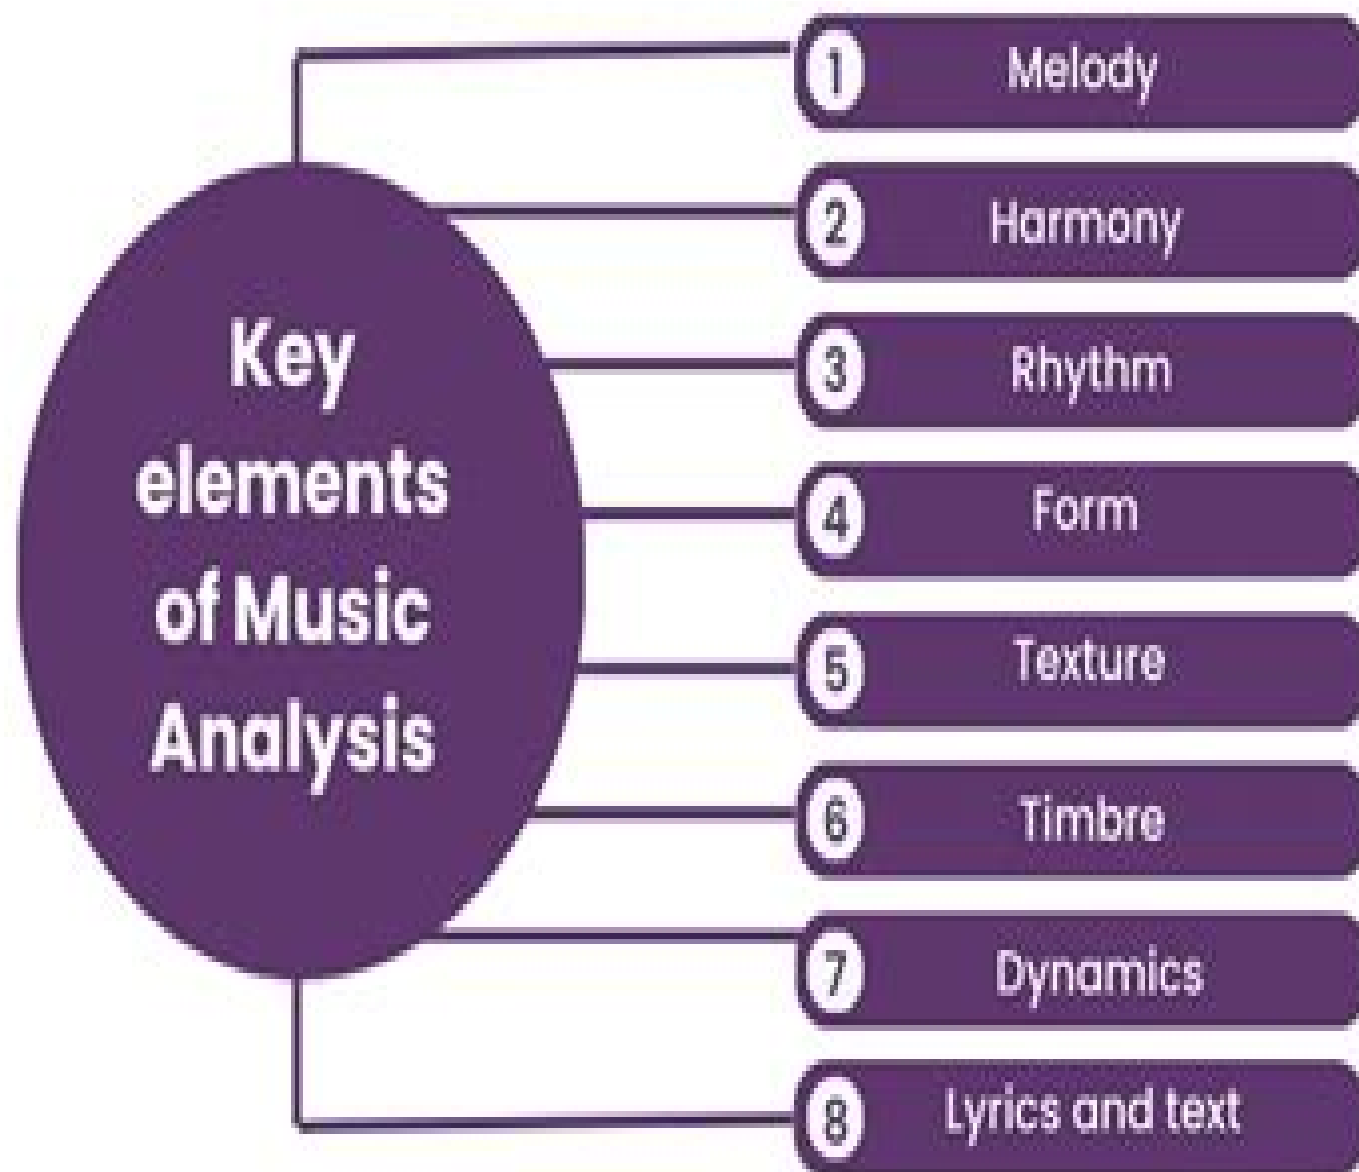 Key
elements
of Music
Analysis
1 Melody
2 Harmony
3 Rhythm
4 Form
5 Texture
6 Timbre
7 Dynamics
8 Lyrics and text